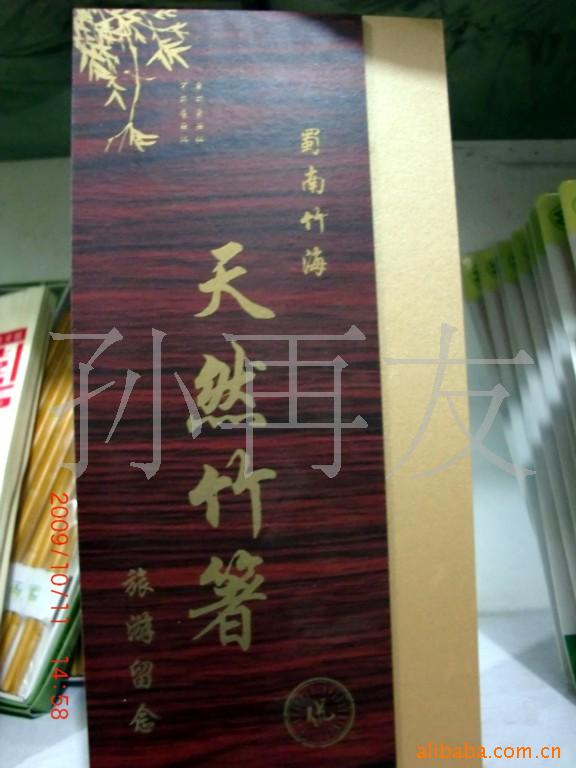 蜀南竹海
天然竹箸
旅游留念
孙再友
2009/10/11 14:58
alibaba.com.cn